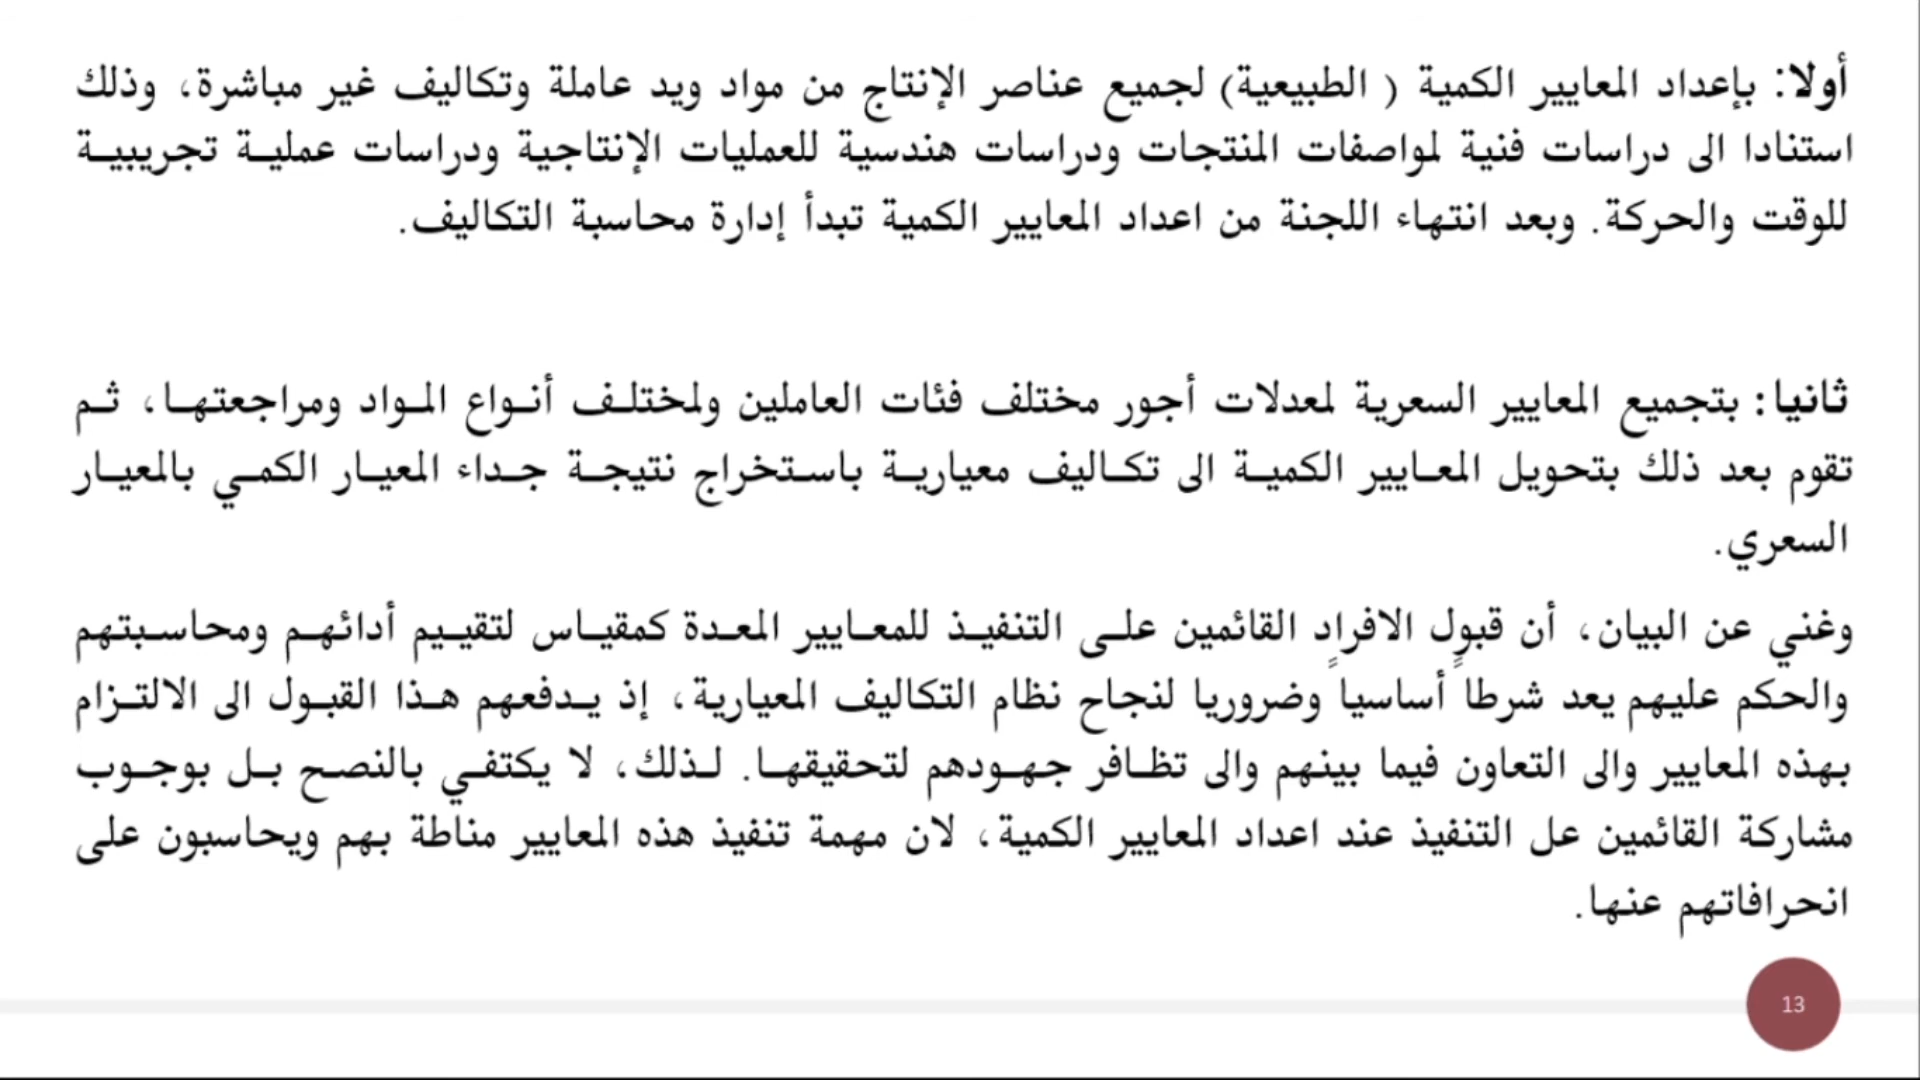 أولا: بإعداد المعايير الكمية ( الطبيعية) لجميع عناصر الإنتاج من مواد ويد عاملة وتكاليف غير مباشرة، وذلك
استنادا الى دراسات فنية لمواصفات المنتجات ودراسات هندسية للعمليات الإنتاجية ودراسات عملية تجريبية
للوقت والحركة. وبعد انتهاء اللجنة من اعداد المعايير الكمية تبدأ إدارة محاسبة التكاليف.
ثانيا: بتجميع المعايير السعرية لمعدلات أجور مختلف فئات العاملين ولمختلف أنواع المواد ومراجعتها، ثم
تقوم بعد ذلك بتحويل المعايير الكمية الى تكاليف معيارية باستخراج نتيجة جداء المعيار الكمي بالمعيار
السعري.
وغني عن البيان، أن قبول الافراد القائمين على التنفيذ للمعايير المعدة كمقياس لتقييم أدائهم ومحاسبتهم
والحكم عليهم يعد شرطاً أساسياً وضروريا لنجاح نظام التكاليف المعيارية، إذ يدفعهم هذا القبول الى الالتزام
بهذه المعايير والى التعاون فيما بينهم والى تظافر جهودهم لتحقيقها. لذلك، لا يكتفي بالنصح بل بوجوب
مشاركة القائمين عل التنفيذ عند اعداد المعايير الكمية، لان مهمة تنفيذ هذه المعايير مناطة بهم ويحاسبون على
انحرافاتهم عنها.
13